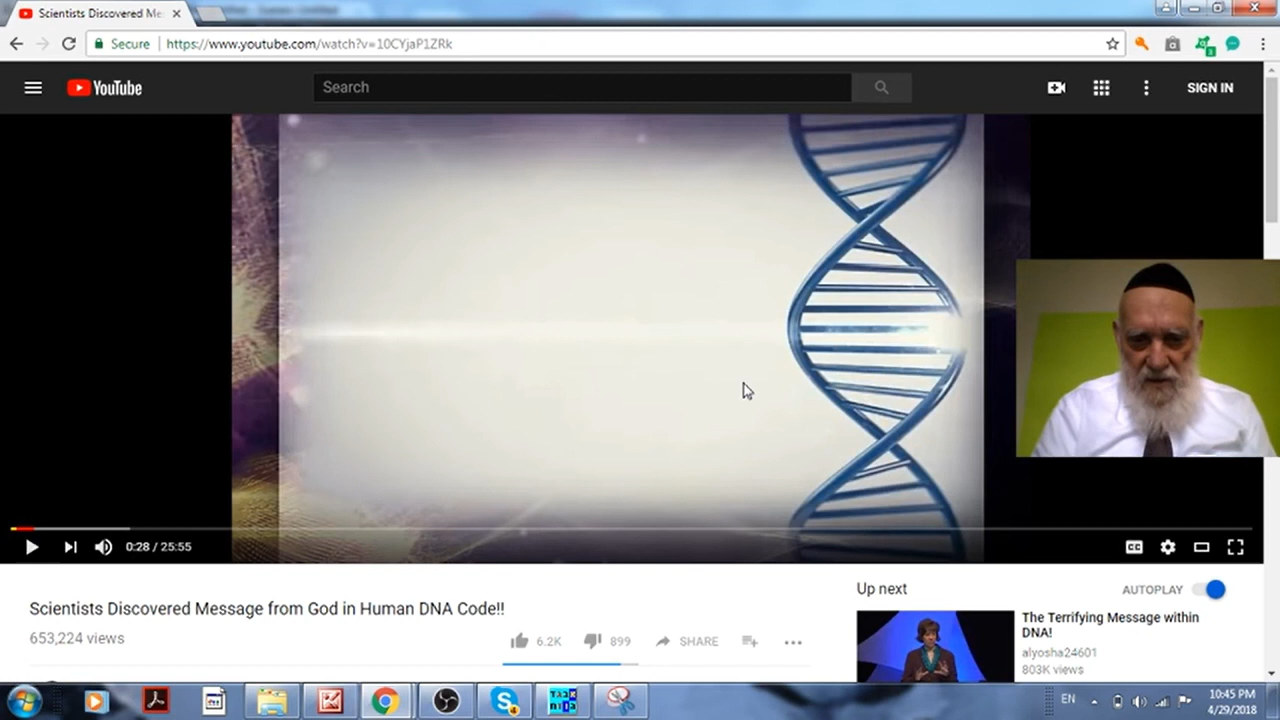 Scientists Discovered Me
Secure
https://www.youtube.com/watch?v=10CYjaP1ZRk
YouTube
Search
SIGN IN
0:28 / 25:55
CC
Scientists Discovered Message from God in Human DNA Code!!
653,224 views
6.2K
899
SHARE
Up next
AUTOPLAY
The Terrifying Message within
DNA!
alyosha24601
803K views
EN
10:45 PM
4/29/2018